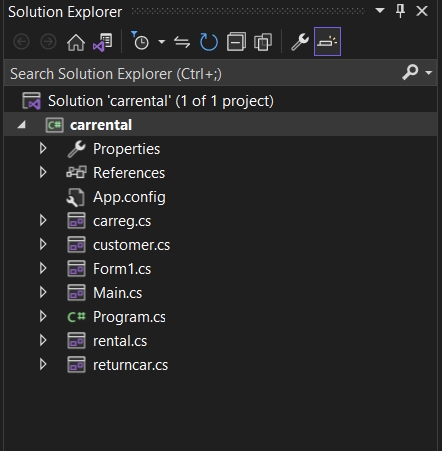 Solution Explorer
Search Solution Explorer (Ctrl+;)
Solution 'carrental' (1 of 1 project)
C# carrental
Properties
References
App.config
carreg.cs
customer.cs
Form1.cs
Main.cs
C# Program.cs
rental.cs
returncar.cs